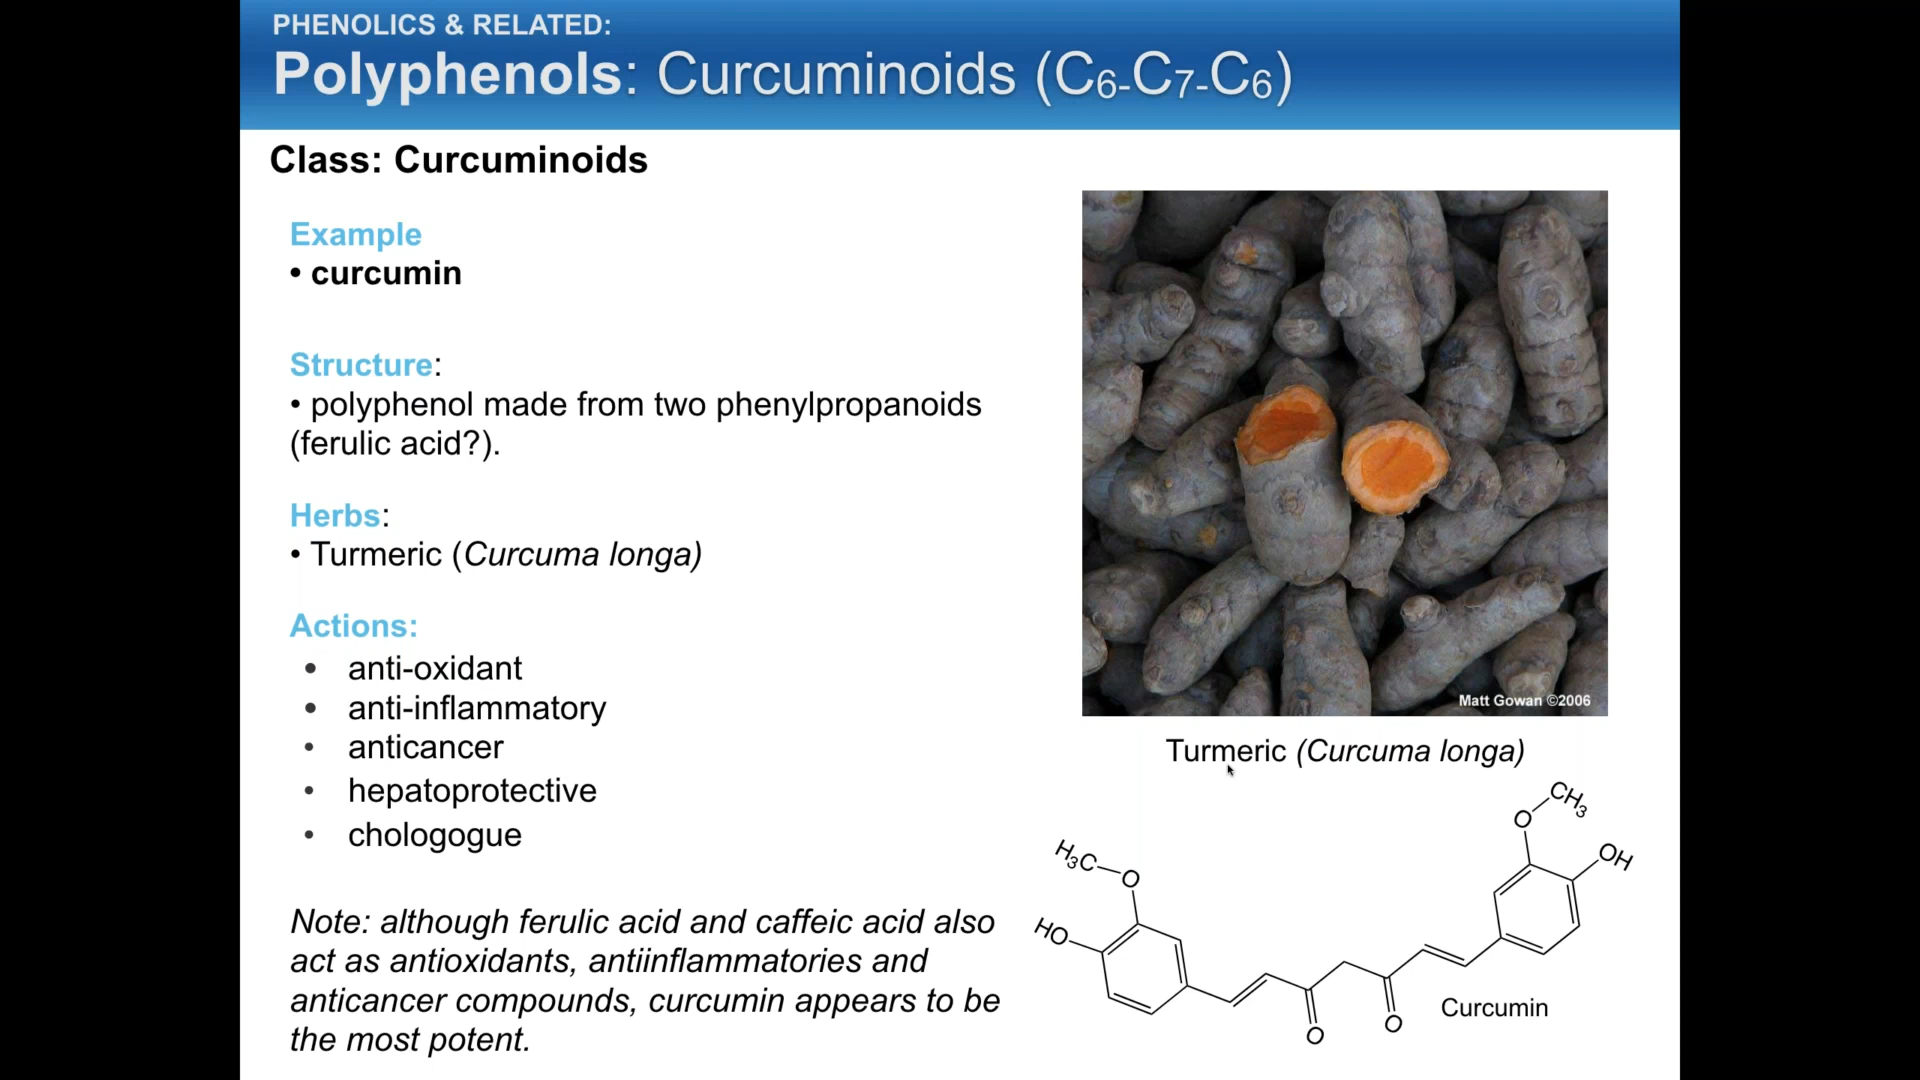 PHENOLICS & RELATED:
Polyphenols: Curcuminoids (C6-C7-C6)
Class: Curcuminoids
Example
• curcumin
Structure:
• polyphenol made from two phenylpropanoids
(ferulic acid?).
Herbs:
• Turmeric (Curcuma longa)
Actions:
• anti-oxidant
• anti-inflammatory
• anticancer
• hepatoprotective
• chologogue
Note: although ferulic acid and caffeic acid also
act as antioxidants, antiinflammatories and
anticancer compounds, curcumin appears to be
the most potent.
Matt Gowan ©2006
Turmeric (Curcuma longa)
CH3
O
OH
H3C
O
HO
O
O
Curcumin